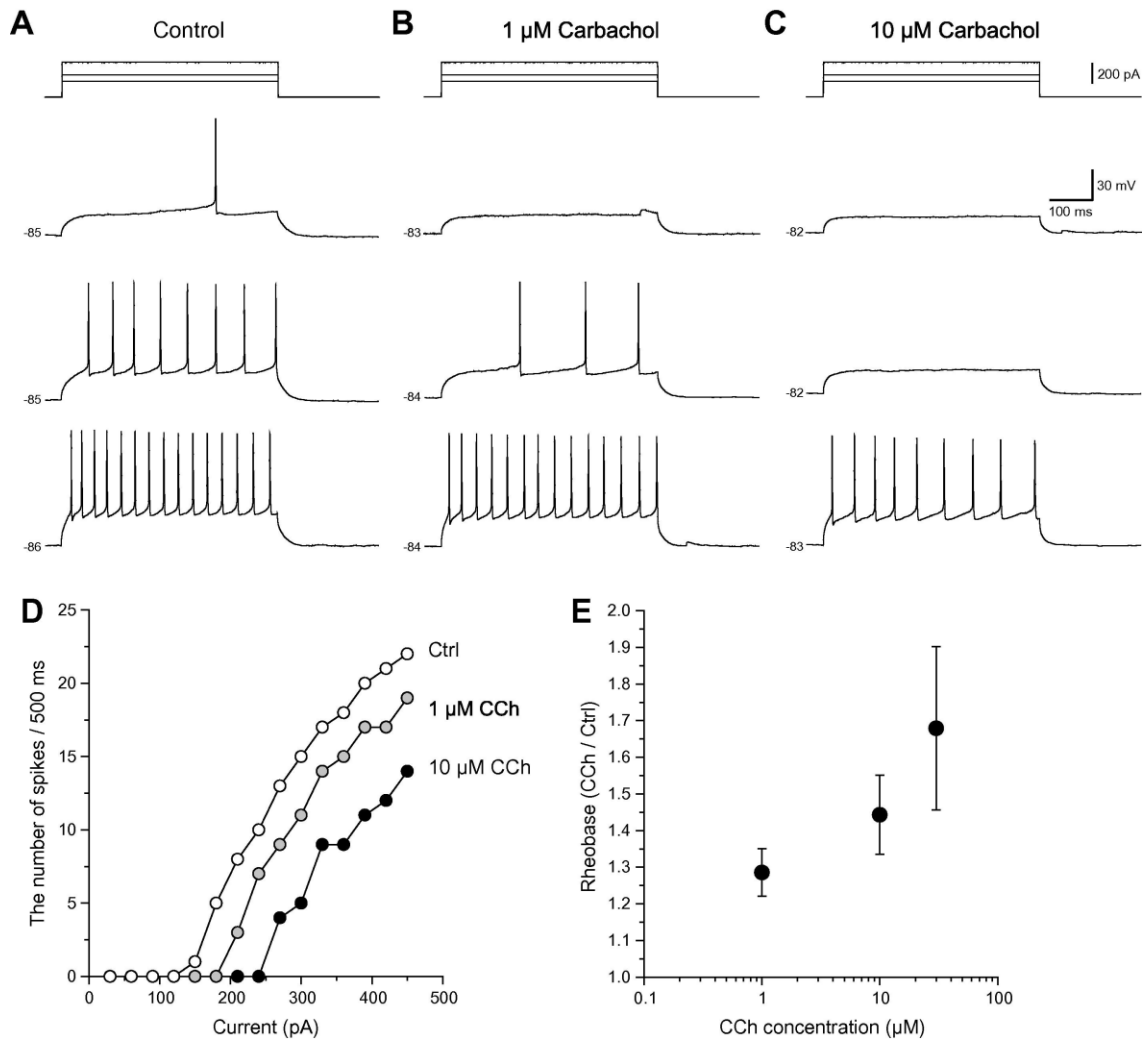 A
Control
B
1 µM Carbachol
C
10 µM Carbachol
200 pA
30 mV
100 ms
-85
-83
-82
-85
-84
-82
-86
-84
-83
D
25
20
15
10
5
0
The number of spikes / 500 ms
Ctrl
1 µM CCh
10 µM CCh
0
100
200
300
400
500
Current (pA)
E
2.0
1.9
1.8
1.7
1.6
1.5
1.4
1.3
1.2
1.1
1.0
Rheobase (CCh / Ctrl)
0.1
1
10
100
CCh concentration (µM)